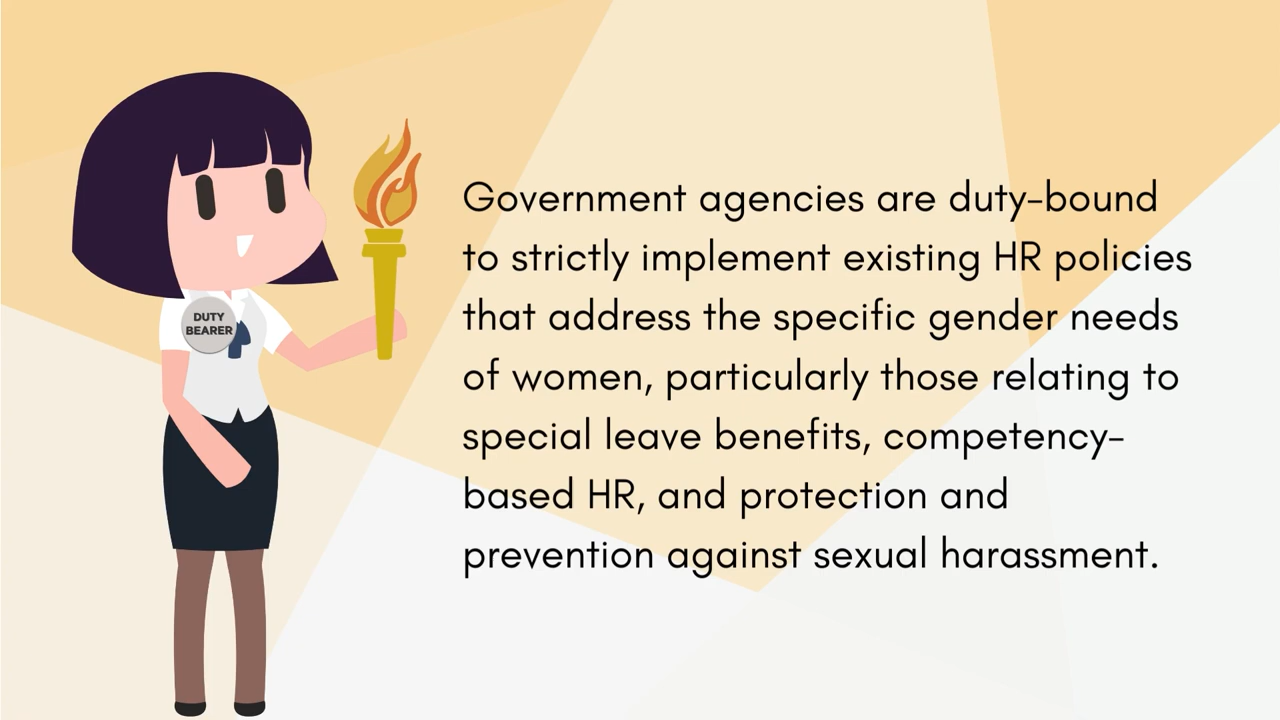 DUTY
BEARER
Government agencies are duty-bound
to strictly implement existing HR policies
that address the specific gender needs
of women, particularly those relating to
special leave benefits, competency-
based HR, and protection and
prevention against sexual harassment.